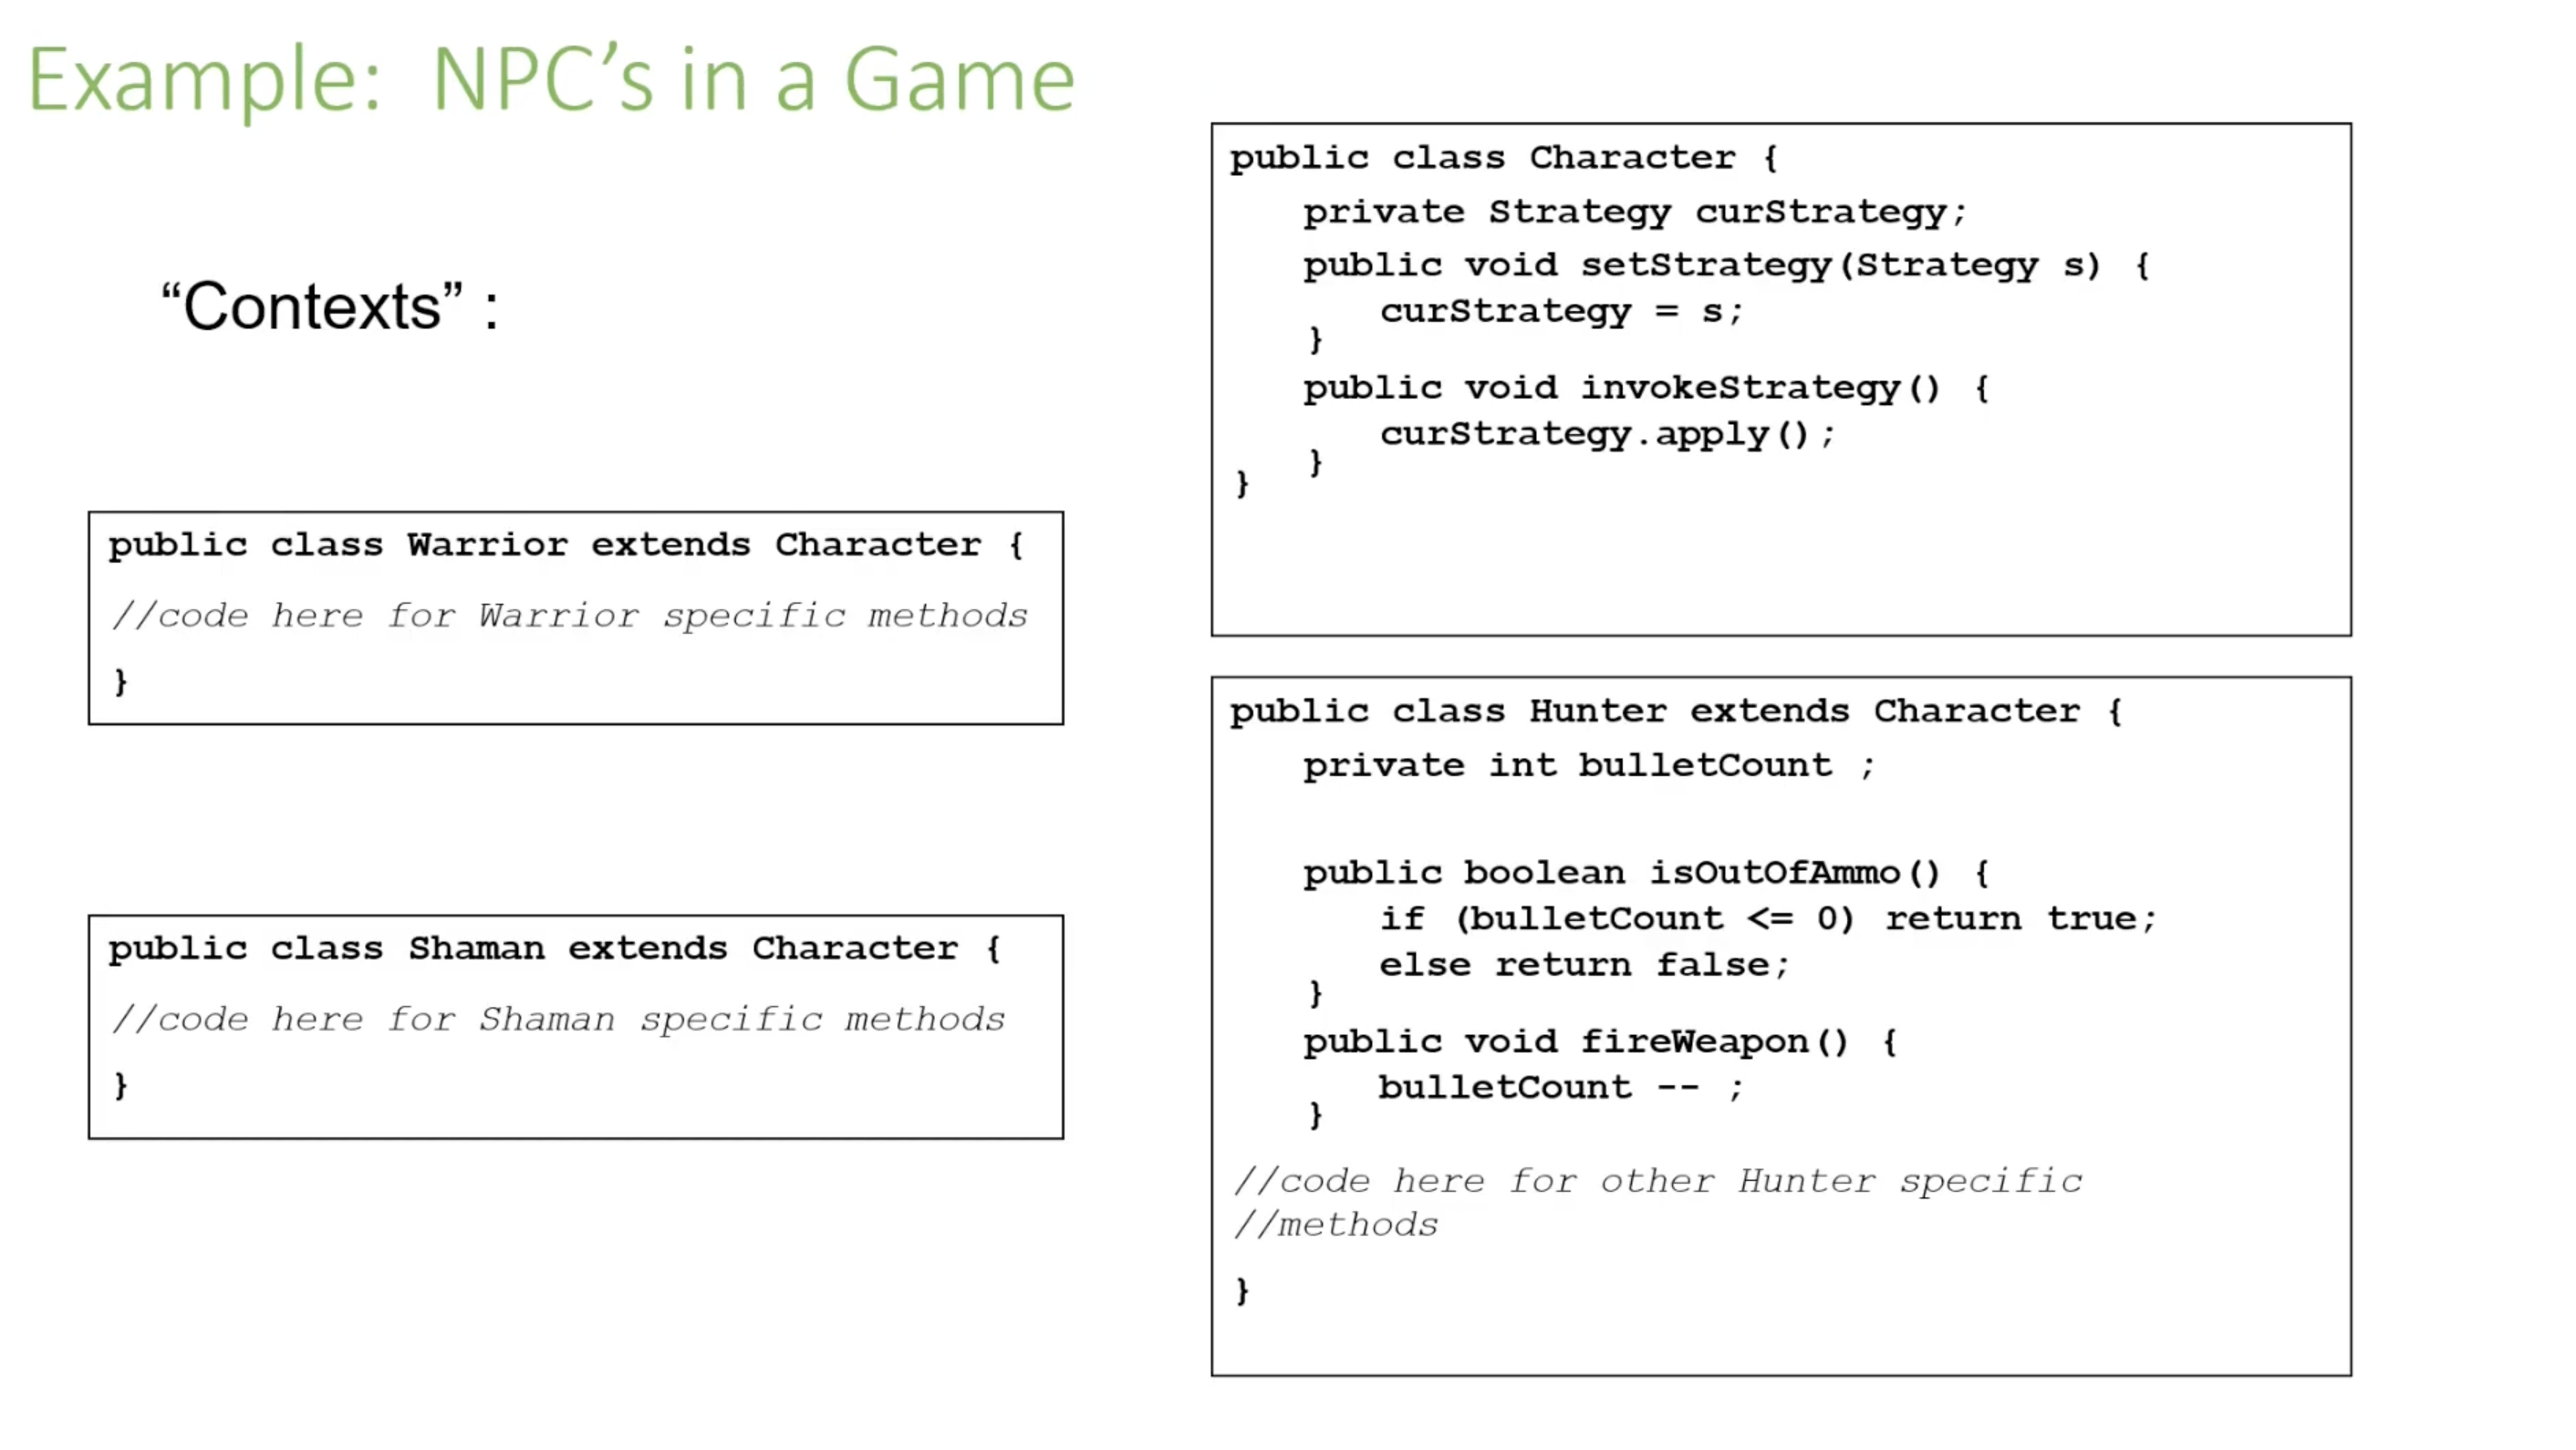 Example:  NPC’s in a Game
“Contexts” :
public class Warrior extends Character {
//code here for Warrior specific methods
}
public class Shaman extends Character {
//code here for Shaman specific methods
}
public class Character {
private Strategy curStrategy;
public void setStrategy(Strategy s) {
curStrategy = s;
}
public void invokeStrategy() {
curStrategy.apply();
}
}
public class Hunter extends Character {
private int bulletCount ;
public boolean isOutOfAmmo() {
if (bulletCount <= 0) return true;
else return false;
}
public void fireWeapon() {
bulletCount -- ;
}
//code here for other Hunter specific
//methods
}